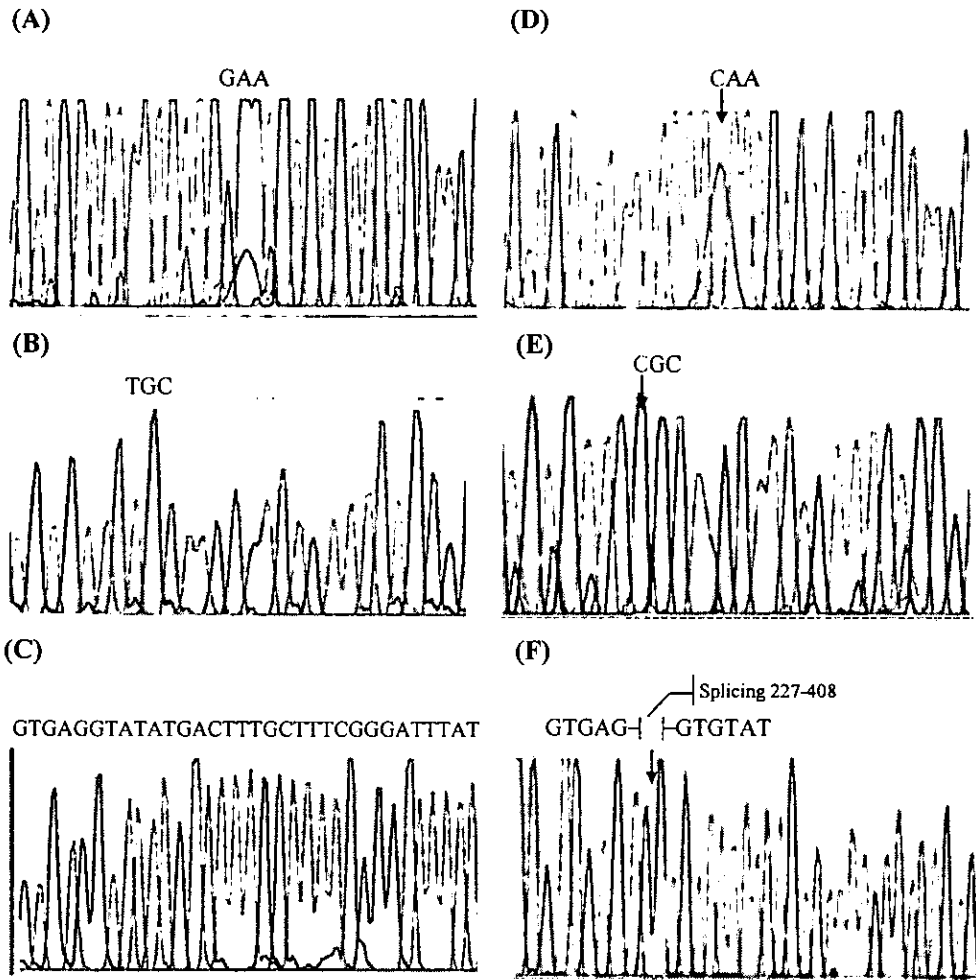 (A)
GAA
(B)
TGC
(C)
GTGAGGTATATGACTTTGCTTTCGGGATTTAT
(D)
CAA
(E)
CGC
(F)
Splicing 227-408
GTGAG GTGTAT